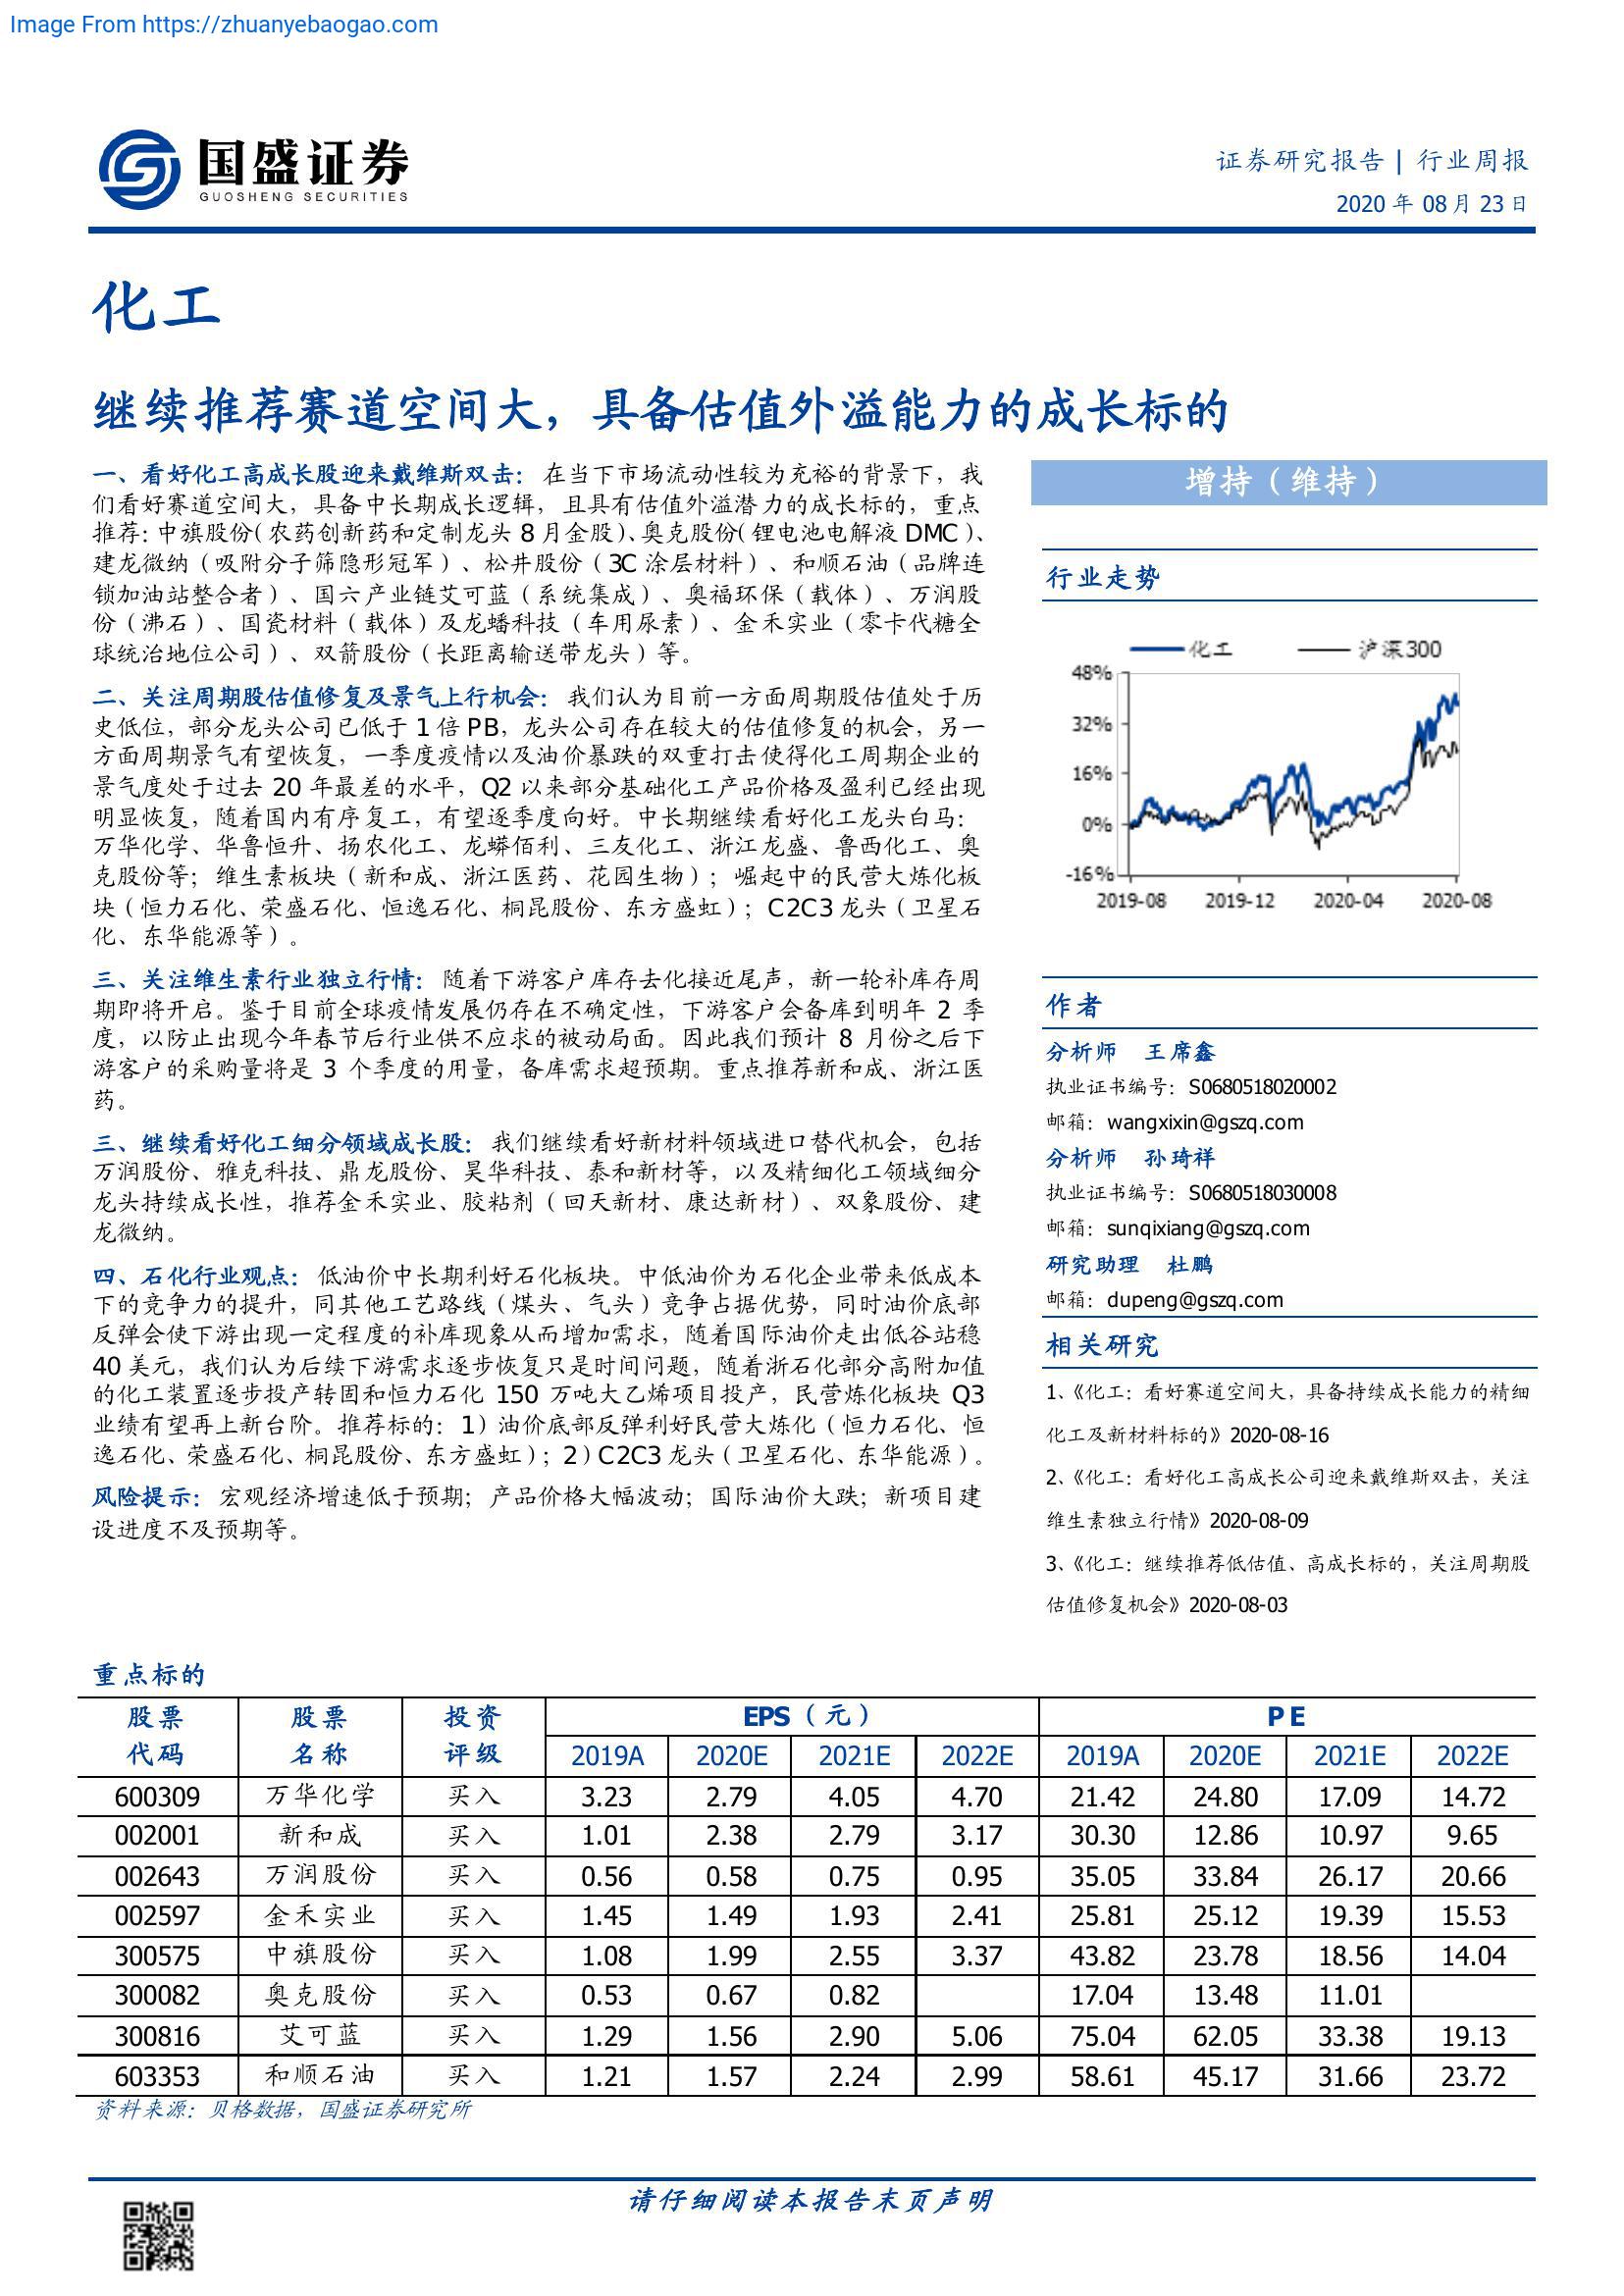 Image From https://zhuanyebaogao.com
国盛证券
GUOSHENG SECURITIES
证券研究报告 | 行业周报
2020 年 08 月 23 日
化工
继续推荐赛道空间大，具备估值外溢能力的成长标的
一、看好化工高成长股迎来戴维斯双击：在当下市场流动性较为充裕的背景下，我
们看好赛道空间大，具备中长期成长逻辑，且具有估值外溢潜力的成长标的，重点
推荐：中旗股份（农药创新药和定制龙头 8 月金股）、奥克股份（锂电池电解液 DMC）、
建龙微纳（吸附分子筛隐形冠军）、松井股份（3C 涂层材料）、和顺石油（品牌连
锁加油站整合者）、国六产业链艾可蓝（系统集成）、奥福环保（载体）、万润股
份（沸石）、国瓷材料（载体）及龙蟠科技（车用尿素）、金禾实业（零卡代糖全
球统治地位公司）、双箭股份（长距离输送带龙头）等。
二、关注周期股估值修复及景气上行机会：我们认为目前一方面周期股估值处于历
史低位，部分龙头公司已低于 1 倍 PB，龙头公司存在较大的估值修复的机会，另一
方面周期景气有望恢复，一季度疫情以及油价暴跌的双重打击使得化工周期企业的
景气度处于过去 20 年最差的水平，Q2 以来部分基础化工产品价格及盈利已经出现
明显恢复，随着国内有序复工，有望逐季度向好。中长期继续看好化工龙头白马：
万华化学、华鲁恒升、扬农化工、龙蟒佰利、三友化工、浙江龙盛、鲁西化工、奥
克股份等；维生素板块（新和成、浙江医药、花园生物）；崛起中的民营大炼化板
块（恒力石化、荣盛石化、恒逸石化、桐昆股份、东方盛虹）；C2C3 龙头（卫星石
化、东华能源等）。
三、关注维生素行业独立行情：随着下游客户库存去化接近尾声，新一轮补库存周
期即将开启。鉴于目前全球疫情发展仍存在不确定性，下游客户会备库到明年 2 季
度，以防止出现今年春节后行业供不应求的被动局面。因此我们预计 8 月份之后下
游客户的采购量将是 3 个季度的用量，备库需求超预期。重点推荐新和成、浙江医
药。
三、继续看好化工细分领域成长股：我们继续看好新材料领域进口替代机会，包括
万润股份、雅克科技、鼎龙股份、昊华科技、泰和新材等，以及精细化工领域细分
龙头持续成长性，推荐金禾实业、胶粘剂（回天新材、康达新材）、双象股份、建
龙微纳。
四、石化行业观点：低油价中长期利好石化板块。中低油价为石化企业带来低成本
下的竞争力的提升，同其他工艺路线（煤头、气头）竞争占据优势，同时油价底部
反弹会使下游出现一定程度的补库现象从而增加需求，随着国际油价走出低谷站稳
40 美元，我们认为后续下游需求逐步恢复只是时间问题，随着浙石化部分高附加值
的化工装置逐步投产转固和恒力石化 150 万吨大乙烯项目投产，民营炼化板块 Q3
业绩有望再上新台阶。推荐标的：1）油价底部反弹利好民营大炼化（恒力石化、恒
逸石化、荣盛石化、桐昆股份、东方盛虹）；2）C2C3 龙头（卫星石化、东华能源）。
风险提示：宏观经济增速低于预期；产品价格大幅波动；国际油价大跌；新项目建
设进度不及预期等。
增持（维持）
行业走势
化工 沪深300
48%
32%
16%
0%
-16%
2019-08 2019-12 2020-04 2020-08
作者
分析师 王席鑫
执业证书编号：S0680518020002
邮箱：wangxixin@gszq.com
分析师 孙琦祥
执业证书编号：S0680518030008
邮箱：sunqixiang@gszq.com
研究助理 杜鹏
邮箱：dupeng@gszq.com
相关研究
1、《化工：看好赛道空间大，具备持续成长能力的精细
化工及新材料标的》2020-08-16
2、《化工：看好化工高成长公司迎来戴维斯双击，关注
维生素独立行情》2020-08-09
3、《化工：继续推荐低估值、高成长标的，关注周期股
估值修复机会》2020-08-03
重点标的
股票 股票 投资 EPS（元） PE
代码 名称 评级 2019A 2020E 2021E 2022E 2019A 2020E 2021E 2022E
600309 万华化学 买入 3.23 2.79 4.05 4.70 21.42 24.80 17.09 14.72
002001 新和成 买入 1.01 2.38 2.79 3.17 30.30 12.86 10.97 9.65
002643 万润股份 买入 0.56 0.58 0.75 0.95 35.05 33.84 26.17 20.66
002597 金禾实业 买入 1.45 1.49 1.93 2.41 25.81 25.12 19.39 15.53
300575 中旗股份 买入 1.08 1.99 2.55 3.37 43.82 23.78 18.56 14.04
300082 奥克股份 买入 0.53 0.67 0.82 17.04 13.48 11.01
300816 艾可蓝 买入 1.29 1.56 2.90 5.06 75.04 62.05 33.38 19.13
603353 和顺石油 买入 1.21 1.57 2.24 2.99 58.61 45.17 31.66 23.72
资料来源：贝格数据，国盛证券研究所
请仔细阅读本报告末页声明